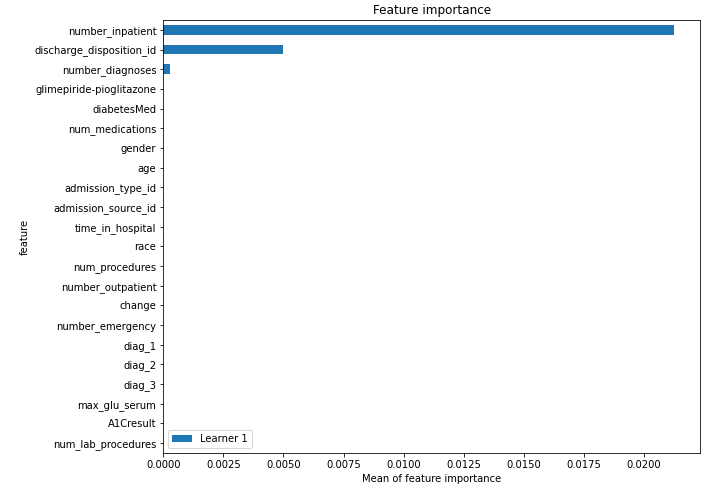 Feature importance
number_inpatient
discharge_disposition_id
number_diagnoses
glimepiride-pioglitazone
diabetesMed
num_medications
gender
age
admission_type_id
admission_source_id
time_in_hospital
race
num_procedures
number_outpatient
change
number_emergency
diag_1
diag_2
diag_3
max_glu_serum
A1Cresult
num_lab_procedures
feature
Learner 1
0.0000 0.0025 0.0050 0.0075 0.0100 0.0125 0.0150 0.0175 0.0200
Mean of feature importance